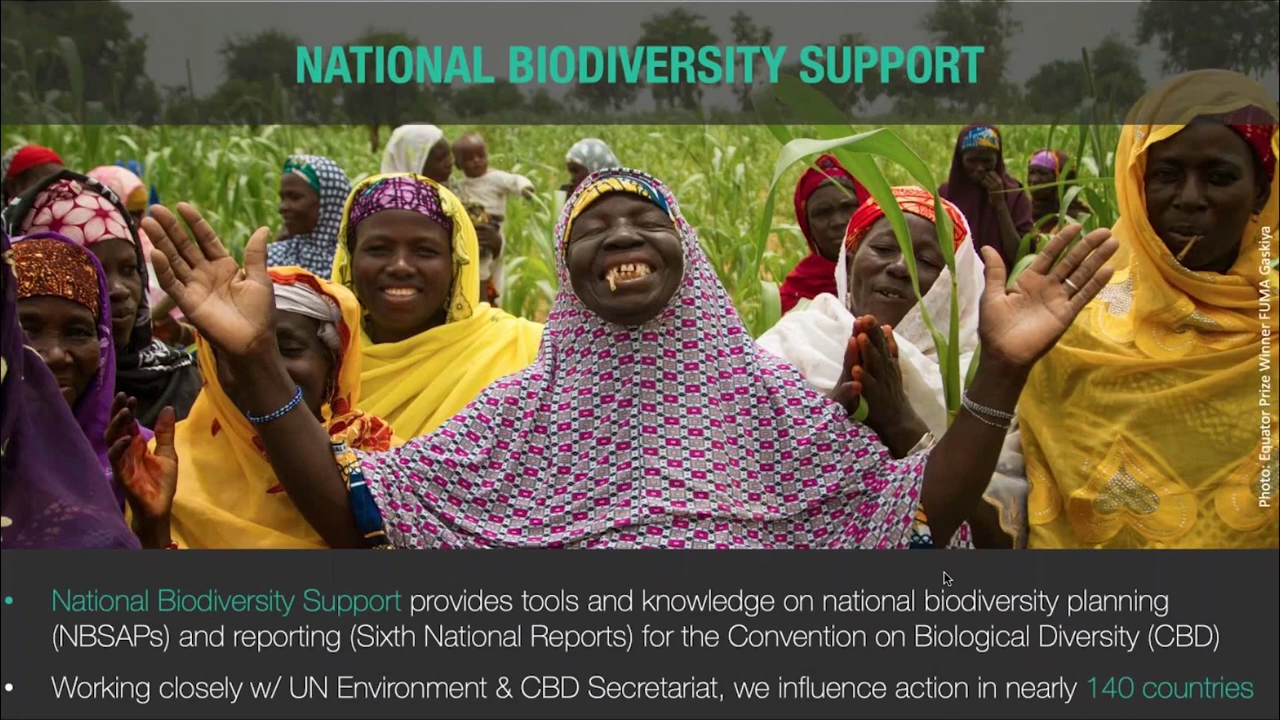 NATIONAL BIODIVERSITY SUPPORT
Photo: Equator Prize Winner FUMA Gaskiya
• National Biodiversity Support provides tools and knowledge on national biodiversity planning
(NBSAPs) and reporting (Sixth National Reports) for the Convention on Biological Diversity (CBD)
• Working closely w/ UN Environment & CBD Secretariat, we influence action in nearly 140 countries